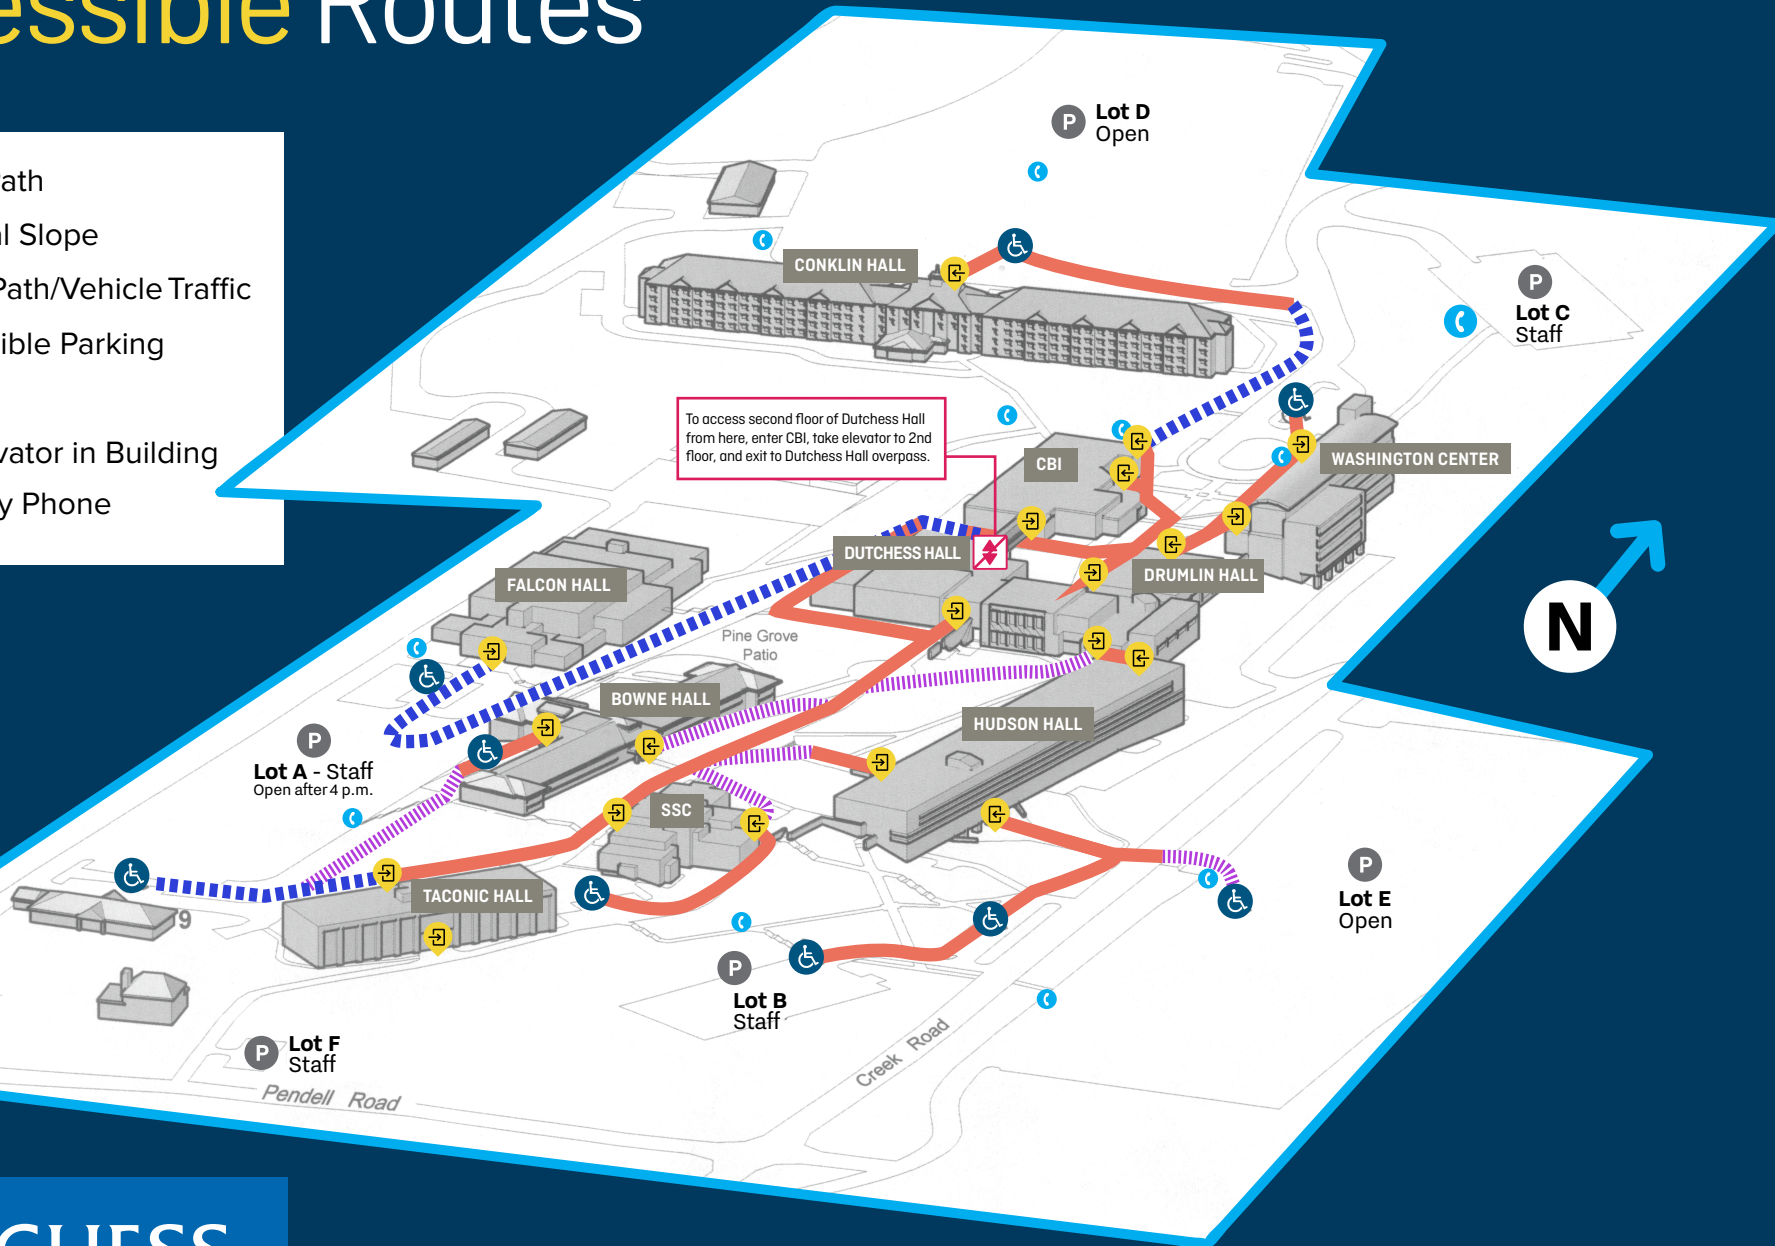 essible Routes
ath
al Slope
Path/Vehicle Traffic
ible Parking
vator in Building
y Phone
P
Lot D
Open
CONKLIN HALL
P
Lot C
Staff
To access second floor of Dutchess Hall
from here, enter CBI, take elevator to 2nd
floor, and exit to Dutchess Hall overpass.
CBI
WASHINGTON CENTER
DUTCHESS HALL
DRUMLIN HALL
FALCON HALL
N
Pine Grove
Patio
BOWNE HALL
HUDSON HALL
P
Lot A - Staff
Open after 4 p.m.
SSC
TACONIC HALL
9
P
Lot E
Open
P
Lot B
Staff
P
Lot F
Staff
Creek Road
Pendell Road
CHESS